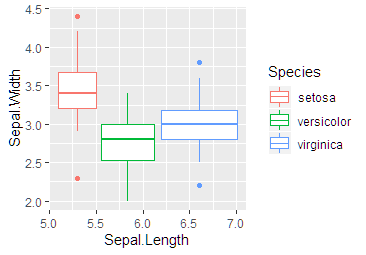 Sepal.Width
4.5
4.0
3.5
3.0
2.5
2.0
5.0 5.5 6.0 6.5 7.0
Sepal.Length
Species
setosa
versicolor
virginica